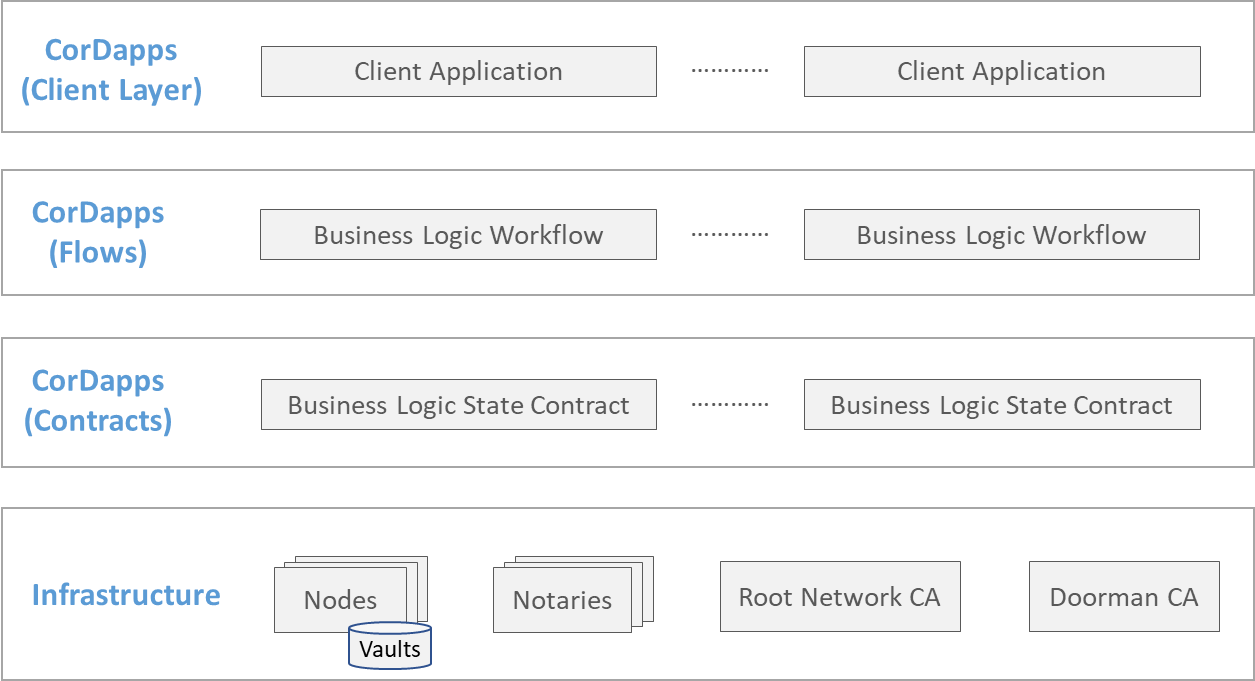 CorDapps
(Client Layer)
Client Application
…………
Client Application
CorDapps
(Flows)
Business Logic Workflow
…………
Business Logic Workflow
CorDapps
(Contracts)
Business Logic State Contract
…………
Business Logic State Contract
Infrastructure
Nodes
Vaults
Notaries
Root Network CA
Doorman CA